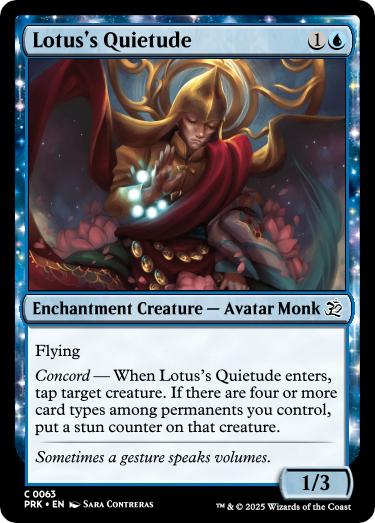 Lotus's Quietude 1
Enchantment Creature — Avatar Monk
Flying
Concord — When Lotus's Quietude enters,
tap target creature. If there are four or more
card types among permanents you control,
put a stun counter on that creature.
Sometimes a gesture speaks volumes.
1/3
C 0063
PRK • EN SARA CONTRERAS
™ & © 2025 Wizards of the Coast